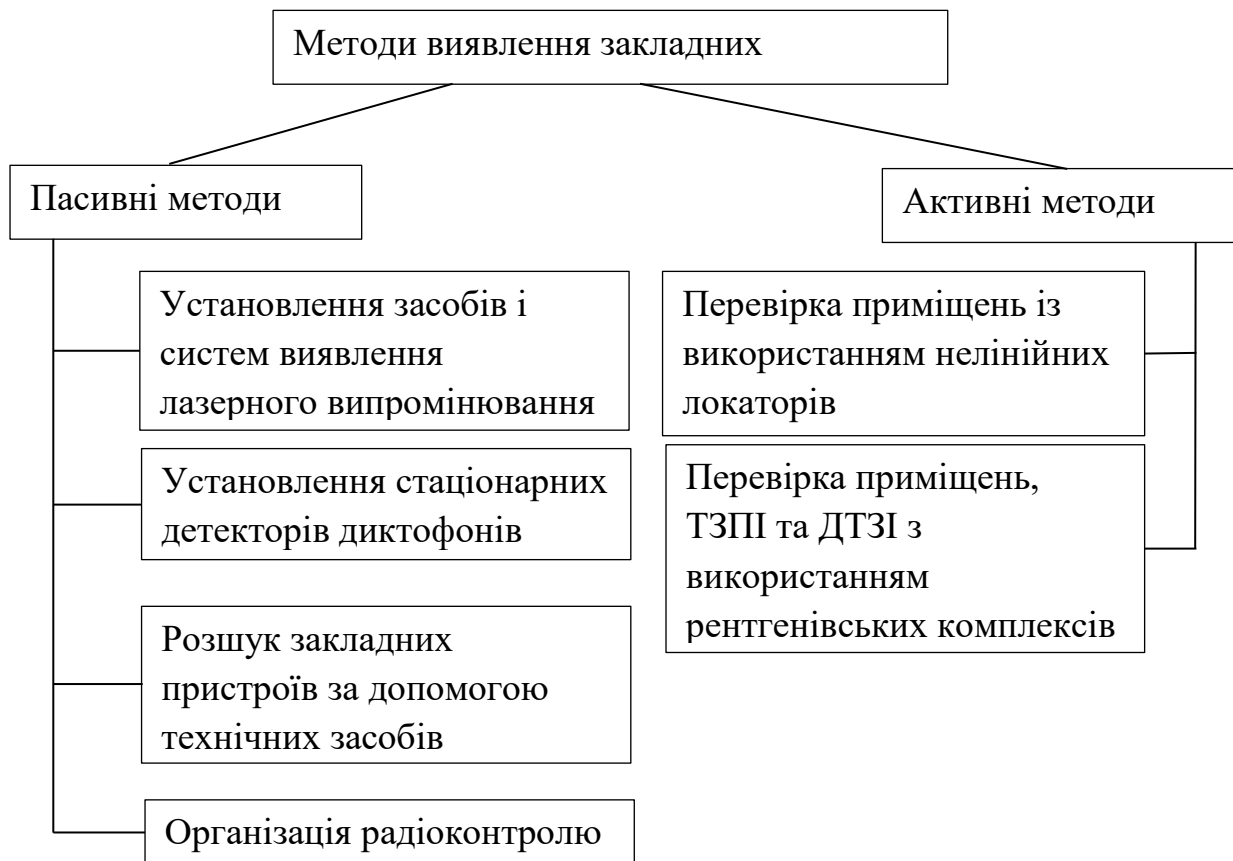 Методи виявлення закладних
Пасивні методи
Активні методи
Установлення засобів і
систем виявлення
лазерного випромінювання
Установлення стаціонарних
детекторів диктофонів
Розшук закладних
пристроїв за допомогою
технічних засобів
Організація радіоконтролю
Перевірка приміщень із
використанням нелінійних
локаторів
Перевірка приміщень,
ТЗПІ та ДТЗІ з
використанням
рентгенівських комплексів